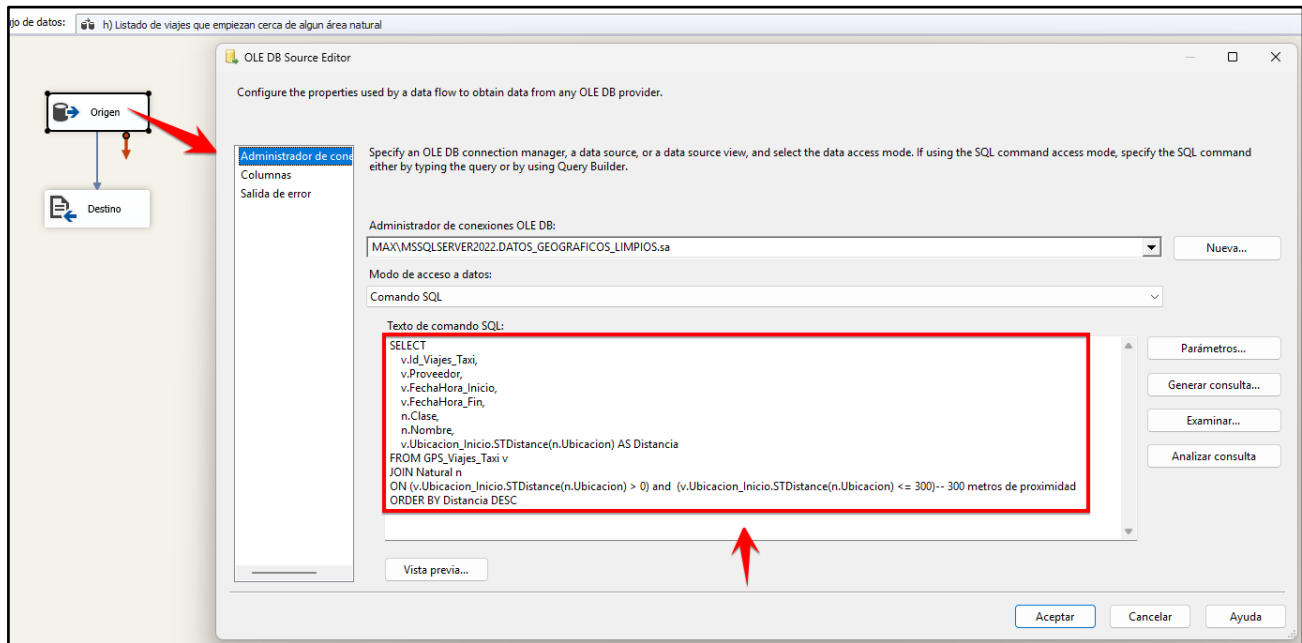 jo de datos:
h) Listado de viajes que empiezan cerca de algun área natural
OLE DB Source Editor
Configure the properties used by a data flow to obtain data from any OLE DB provider.
Origen
Destino
Administrador de cone
Columnas
Salida de error
Specify an OLE DB connection manager, a data source, or a data source view, and select the data access mode. If using the SQL command access mode, specify the SQL command
either by typing the query or by using Query Builder.
Administrador de conexiones OLE DB:
MAX\MSSQLSERVER2022.DATOS_GEOGRAFICOS_LIMPIOS.sa
Nueva...
Modo de acceso a datos:
Comando SQL
Texto de comando SQL:
SELECT
v.Id_Viajes_Taxi,
v.Proveedor,
v.FechaHora_Inicio,
v.FechaHora_Fin,
n.Clase,
n.Nombre,
v.Ubicacion_Inicio.STDistance(n.Ubicacion) AS Distancia
FROM GPS_Viajes_Taxi v
JOIN Natural n
ON (v.Ubicacion_Inicio.STDistance(n.Ubicacion) > 0) and  (v.Ubicacion_Inicio.STDistance(n.Ubicacion) <= 300)-- 300 metros de proximidad
ORDER BY Distancia DESC
Parámetros...
Generar consulta...
Examinar...
Analizar consulta
Vista previa...
Aceptar
Cancelar
Ayuda